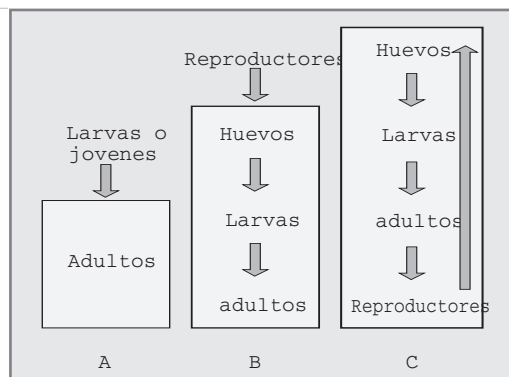 Larvas o
jovenes
Adultos
A
Reproductores
Huevos
Larvas
adultos
B
Huevos
Larvas
adultos
Reproductores
C